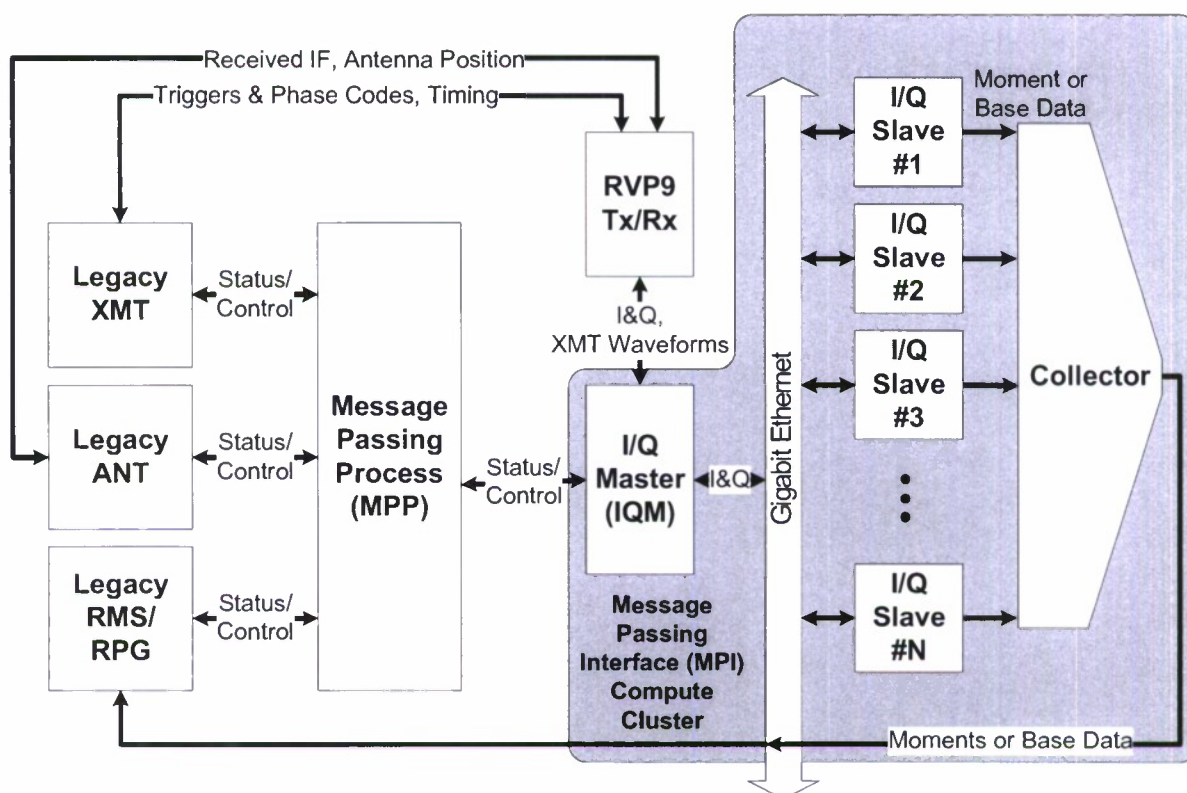 Received IF, Antenna Position
Triggers & Phase Codes, Timing
RVP9
Tx/Rx
I&Q,
XMT Waveforms
Legacy
XMT
Status/
Control
Legacy
ANT
Status/
Control
Legacy
RMS/
RPG
Status/
Control
Message
Passing
Process
(MPP)
Status/
Control
I/Q
Master
(IQM)
I&Q
Message
Passing
Interface (MPI)
Compute
Cluster
Gigabit Ethernet
I/Q
Slave
#1
I/Q
Slave
#2
I/Q
Slave
#3
I/Q
Slave
#N
Moment or
Base Data
Collector
Moments or Base Data